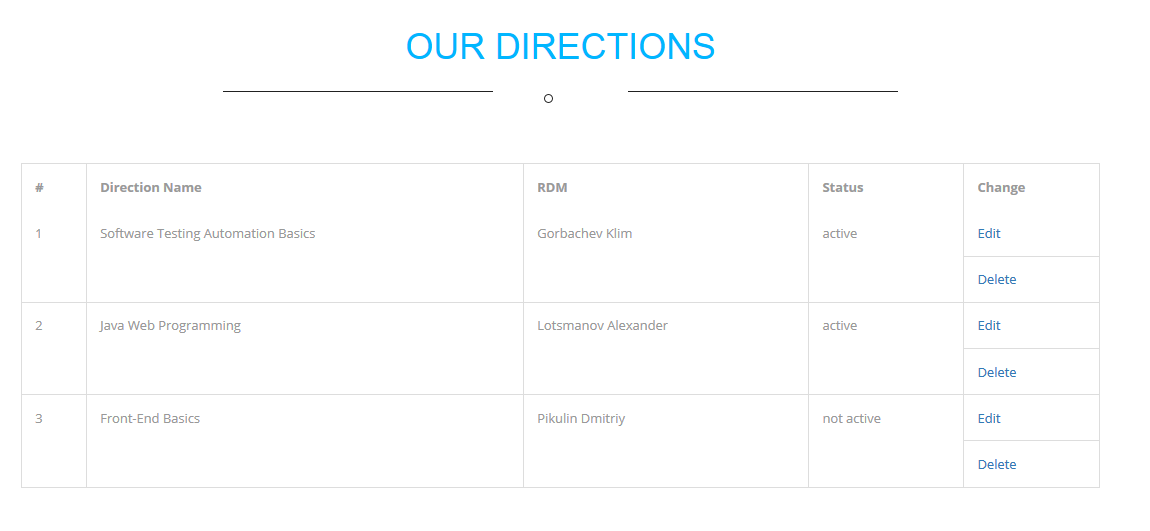 OUR DIRECTIONS
# Direction Name RDM Status Change
1 Software Testing Automation Basics Gorbachev Klim active Edit
Delete
2 Java Web Programming Lotsmanov Alexander active Edit
Delete
3 Front-End Basics Pikulin Dmitriy not active Edit
Delete